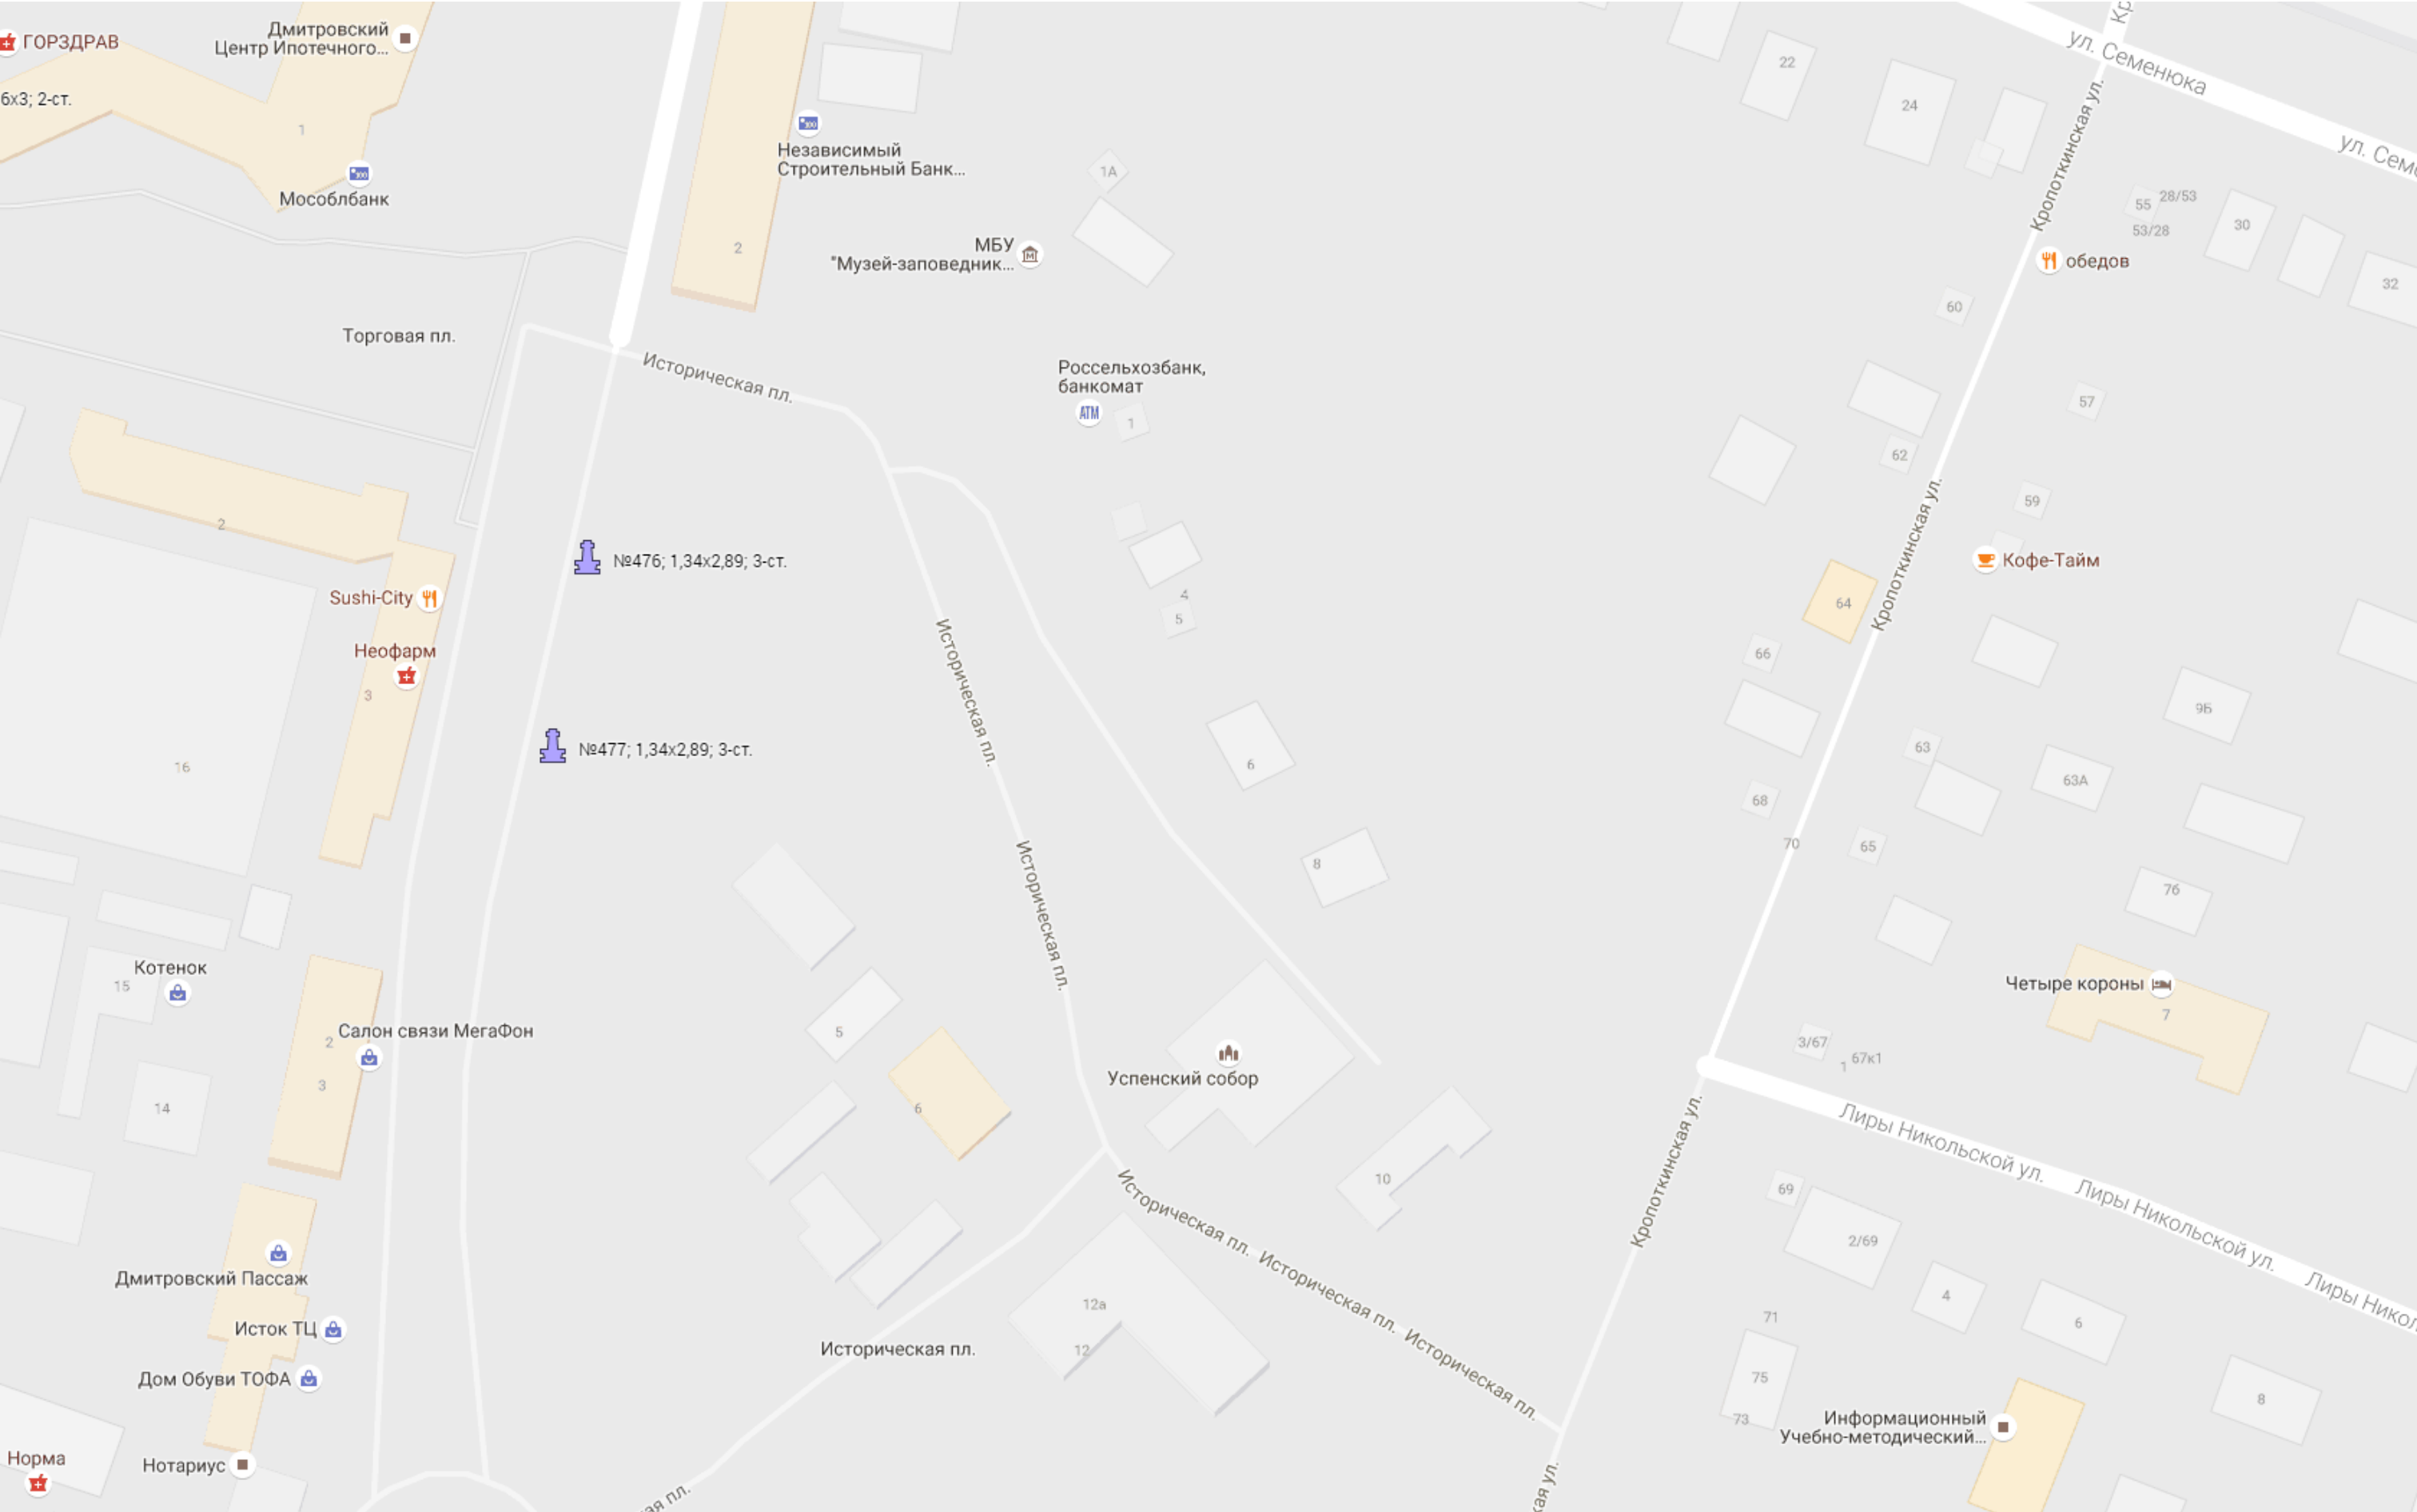 ГОРЗДРАВ
Дмитровский
Центр Ипотечного...
6х3; 2-ст.
1
Мособлбанк
Независимый
Строительный Банк...
2
1А
МБУ
"Музей-заповедник...
Торговая пл.
Историческая пл.
Россельхозбанк,
банкомат
ATM
1
22
24
ул. Семенюка
Кропоткинская ул.
55
28/53
53/28
30
32
обедов
60
57
62
59
Кропоткинская ул.
Кофе-Тайм
64
66
2
Sushi-City
Неофарм
3
16
№476; 1,34х2,89; 3-ст.
№477; 1,34х2,89; 3-ст.
4
5
Историческая пл.
6
8
63
63А
9Б
68
70
65
76
Историческая пл.
Котенок
15
Салон связи МегаФон
2
3
14
5
6
Успенский собор
10
Четыре короны
7
3/67
1
67к1
Лиры Никольской ул.
Лиры Никольской ул.
Кропоткинская ул.
69
2/69
4
6
71
75
73
8
Дмитровский Пассаж
Исток ТЦ
Дом Обуви ТОФА
Норма
Нотариус
Историческая пл.
Историческая пл.
Историческая пл.
12а
12
Историческая пл.
Информационный
Учебно-методический...